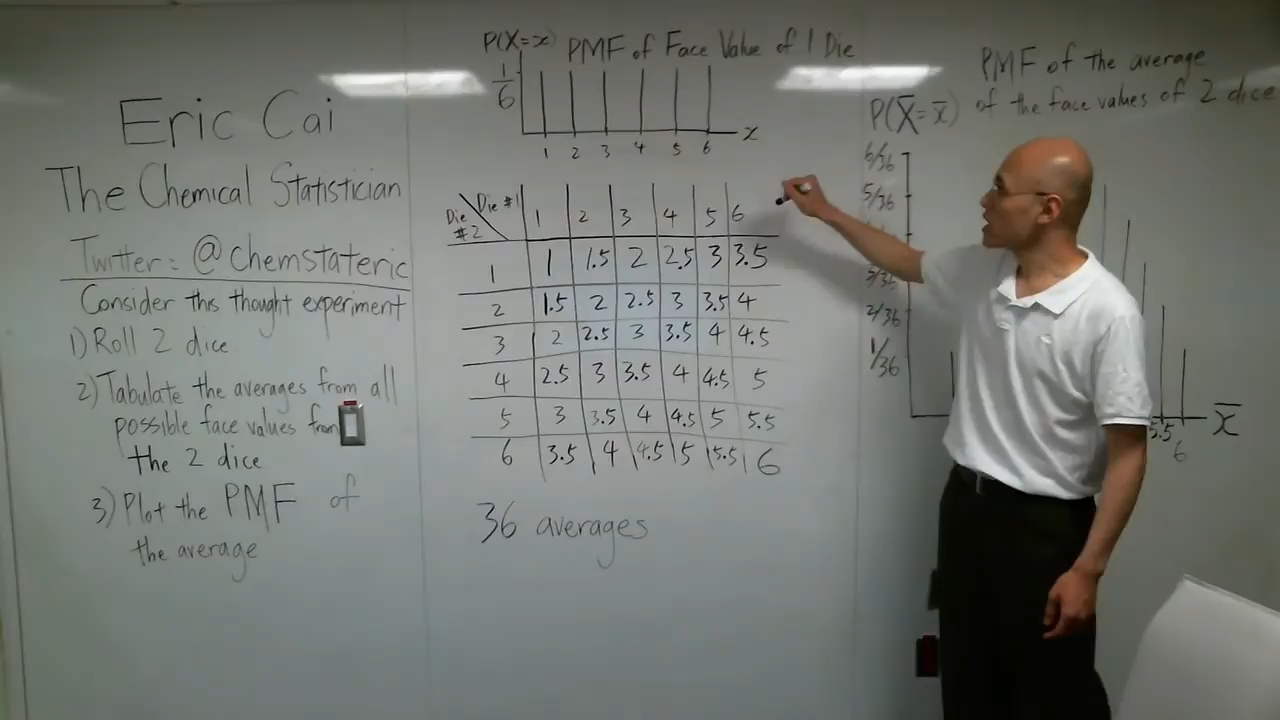 Eric Cai
The Chemical Statistician
Twitter: @chemstateric
Consider this thought experiment
1) Roll 2 dice
2) Tabulate the averages from all
possible face values from
the 2 dice
3) Plot the PMF of
the average
P(X=x) PMF of Face Value of 1 Die
1/6
1 2 3 4 5 6 x
Die #1
Die #2
1 2 3 4 5 6
1 1 1.5 2 2.5 3 3.5
2 1.5 2 2.5 3 3.5 4
3 2 2.5 3 3.5 4 4.5
4 2.5 3 3.5 4 4.5 5
5 3 3.5 4 4.5 5 5.5
6 3.5 4 4.5 5 5.5 6
36 averages
PMF of the average
of the face values of 2 dice
P(X̄=x̄)
6/36
5/36
3/36
2/36
1/36
5.5 6 X̄